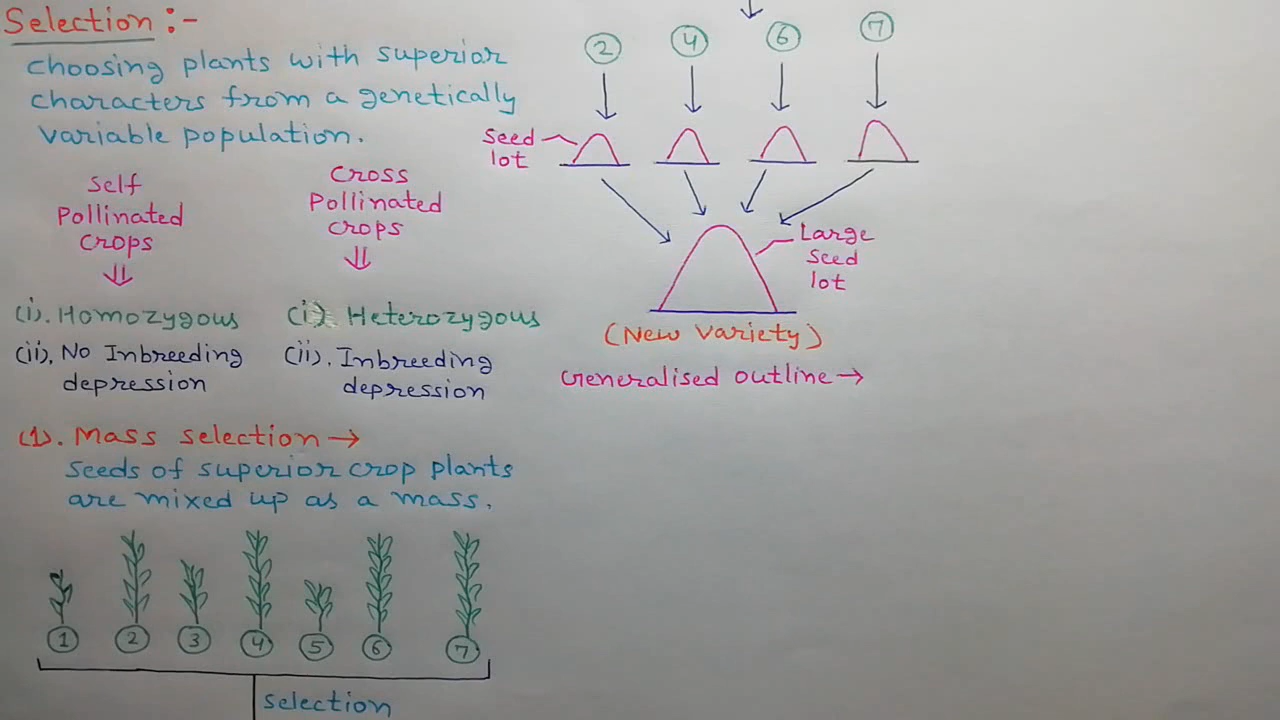 Selection :-
choosing plants with superior
characters from a genetically
variable population.
Self
Pollinated
crops
Cross
Pollinated
crops
(i). Homozygous
(ii). No Inbreeding
depression
(i). Heterozygous
(ii). Inbreeding
depression
(1). Mass selection →
seeds of superior crop plants
are mixed up as a mass.
1 2 3 4 5 6 7
selection
2 4 6 7
Seed
lot
Large
seed
lot
(New Variety)
Generalised outline →